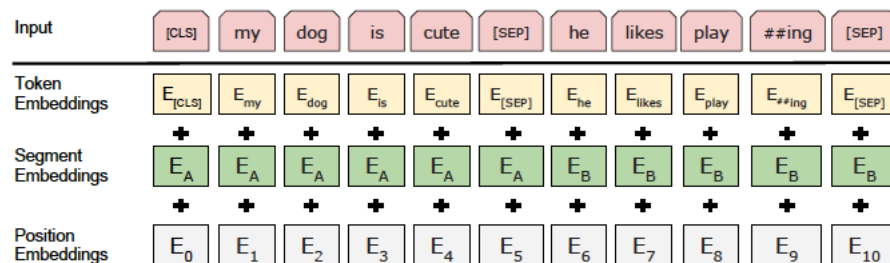 Input [CLS] my dog is cute [SEP] he likes play ##ing [SEP]
Token Embeddings E[CLS] Emy Edog Eis Ecute E[SEP] Ehe Elikes Eplay E##ing E[SEP]
+ + + + + + + + + + +
Segment Embeddings EA EA EA EA EA EA EB EB EB EB EB
+ + + + + + + + + + +
Position Embeddings E0 E1 E2 E3 E4 E5 E6 E7 E8 E9 E10